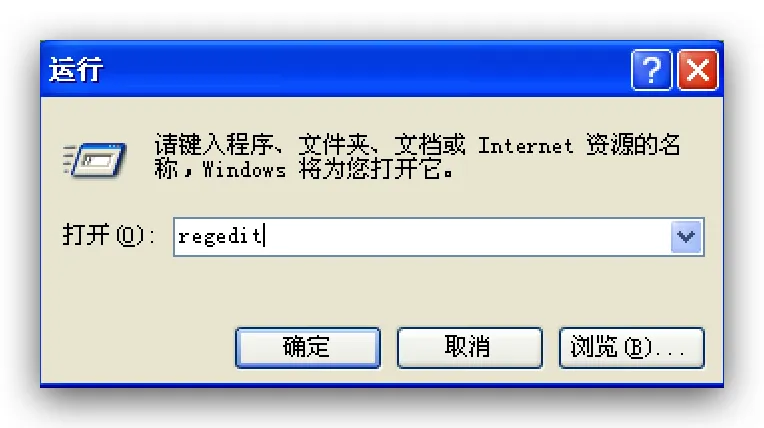 运行
请键入程序、文件夹、文档或 Internet 资源的名
称，Windows 将为您打开它。
打开(O): regedit
确定 取消 浏览(B)...